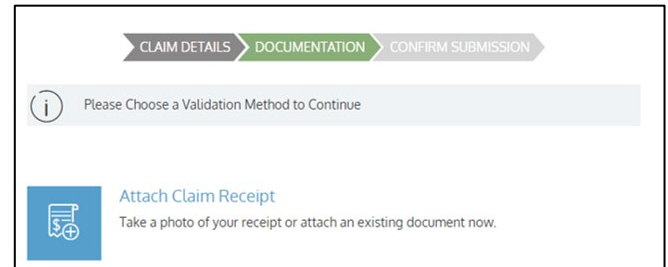 CLAIM DETAILS DOCUMENTATION CONFIRM SUBMISSION
i Please Choose a Validation Method to Continue
Attach Claim Receipt
$ Take a photo of your receipt or attach an existing document now.